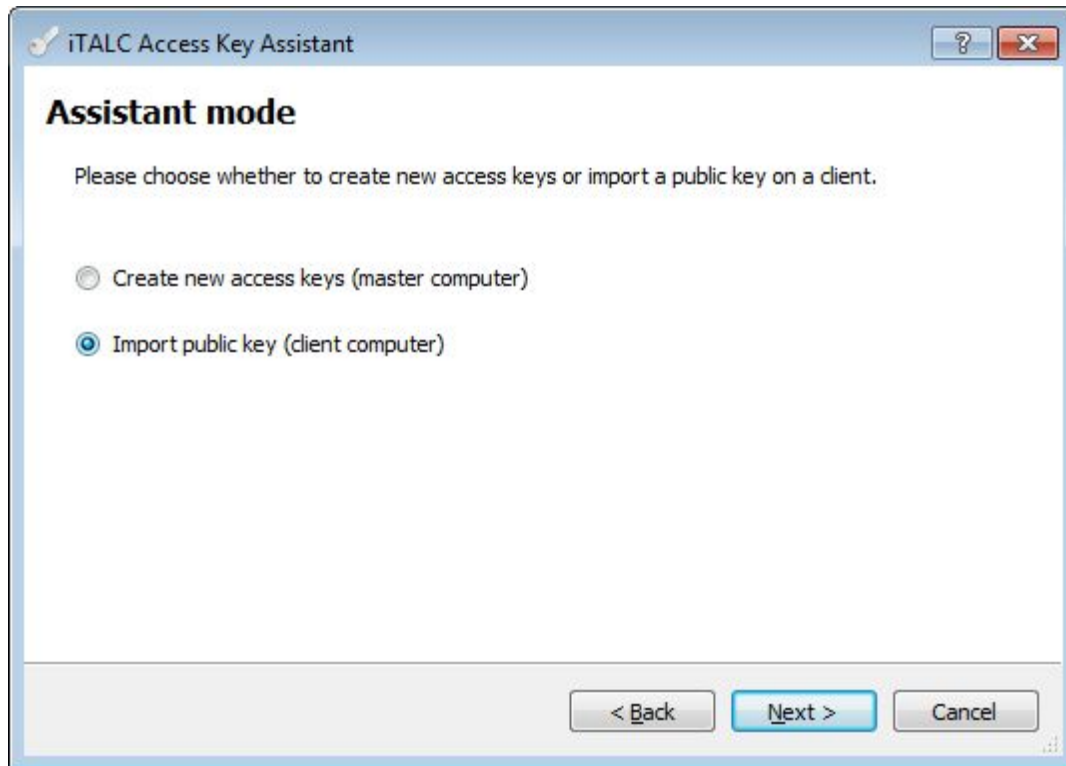 iTALC Access Key Assistant
Assistant mode
Please choose whether to create new access keys or import a public key on a client.
Create new access keys (master computer)
Import public key (client computer)
< Back
Next >
Cancel